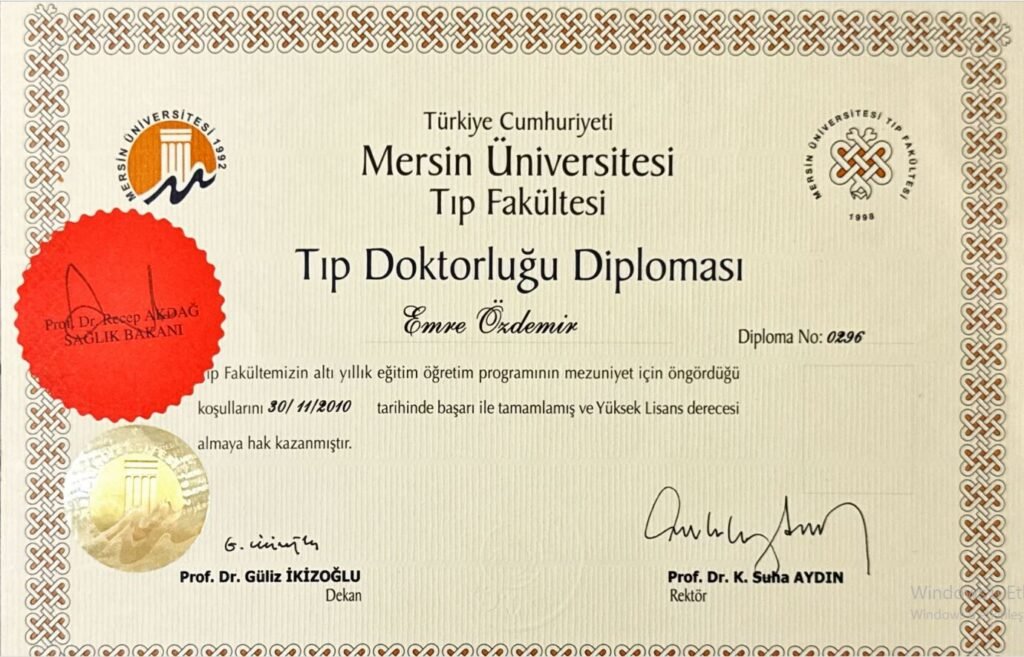 Türkiye Cumhuriyeti
Mersin Üniversitesi
Tıp Fakültesi
MERSİN ÜNİVERSİTESİ 1992
MERSİN ÜNİVERSİTESİ TIP FAKÜLTESİ
1998
Tıp Doktorluğu Diploması
Emre Özdemir
Diploma No: 0296
Prof. Dr. Recep AKDAĞ
SAĞLIK BAKANI
ıp Fakültemizin altı yıllık eğitim öğretim programının mezuniyet için öngördüğü
koşullarını 30/11/2010 tarihinde başarı ile tamamlamış ve Yüksek Lisans derecesi
almaya hak kazanmıştır.
Prof. Dr. Güliz İKİZOĞLU
Dekan
Prof. Dr. K. Suha AYDIN
Rektör